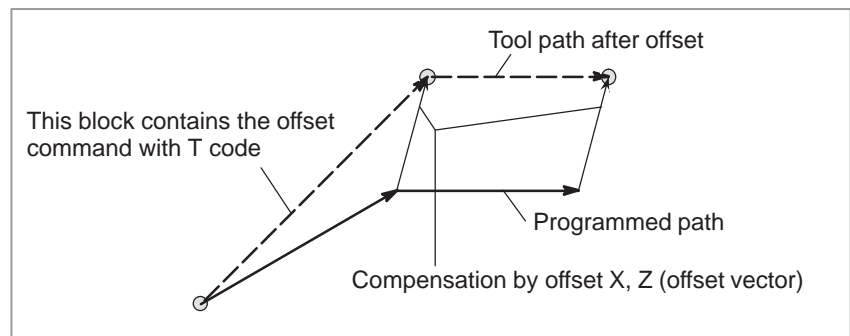 Tool path after offset
This block contains the offset
command with T code
Programmed path
Compensation by offset X, Z (offset vector)